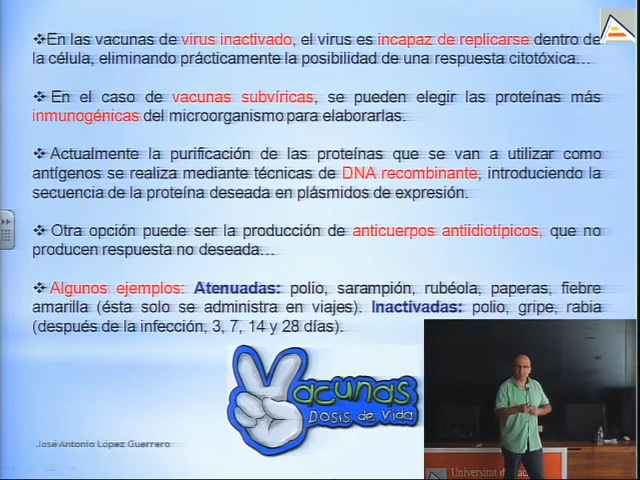 ❖En las vacunas de virus inactivado, el virus es incapaz de replicarse dentro de
la célula, eliminando prácticamente la posibilidad de una respuesta citotóxica…
❖ En el caso de vacunas subvíricas, se pueden elegir las proteínas más
inmunogénicas del microorganismo para elaborarlas.
❖ Actualmente la purificación de las proteínas que se van a utilizar como
antígenos se realiza mediante técnicas de DNA recombinante, introduciendo la
secuencia de la proteína deseada en plásmidos de expresión.
❖ Otra opción puede ser la producción de anticuerpos antiidiotípicos, que no
producen respuesta no deseada…
❖ Algunos ejemplos: Atenuadas: polio, sarampión, rubéola, paperas, fiebre
amarilla (ésta solo se administra en viajes). Inactivadas: polio, gripe, rabia
(después de la infección, 3, 7, 14 y 28 días).
Vacunas
Dosis de Vida
José Antonio López Guerrero
Universitat d'